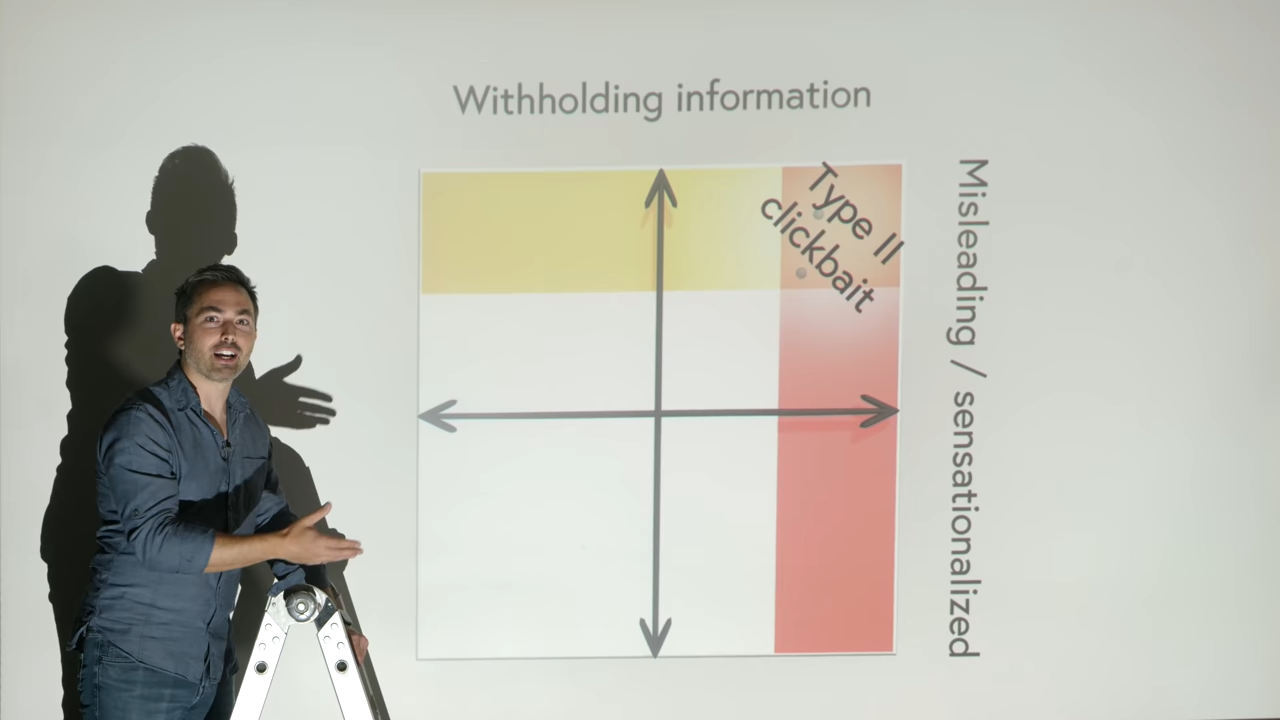 Withholding information
Type II
clickbait
Misleading / sensationalized